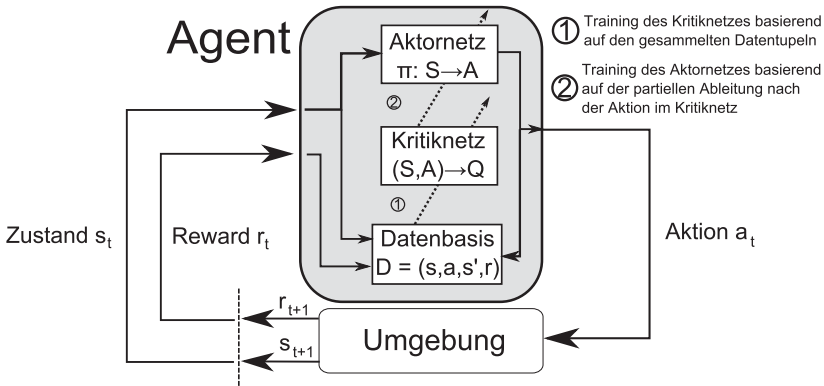 Agent
Aktornetz
π: S→A
②
Kritiknetz
(S,A)→Q
①
Datenbasis
D = (s,a,s',r)
① Training des Kritiknetzes basierend
auf den gesammelten Datentupeln
② Training des Aktornetzes basierend
auf der partiellen Ableitung nach
der Aktion im Kritiknetz
Zustand sₜ
Reward rₜ
Aktion aₜ
rₜ₊₁
sₜ₊₁
Umgebung